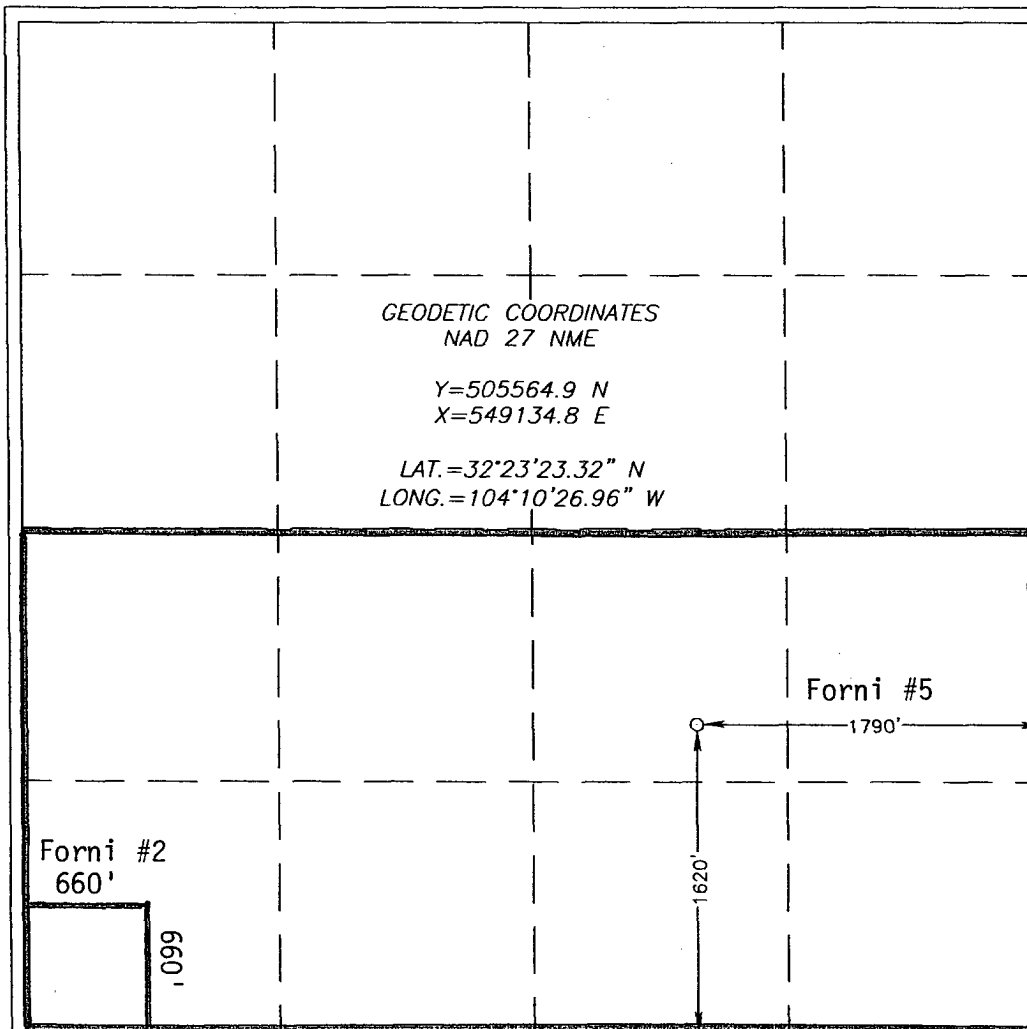 GEODETIC COORDINATES
NAD 27 NME
Y=505564.9 N
X=549134.8 E
LAT.=32°23'23.32" N
LONG.=104°10'26.96" W
Forni #5
1790'
1620'
Forni #2
660'
660'